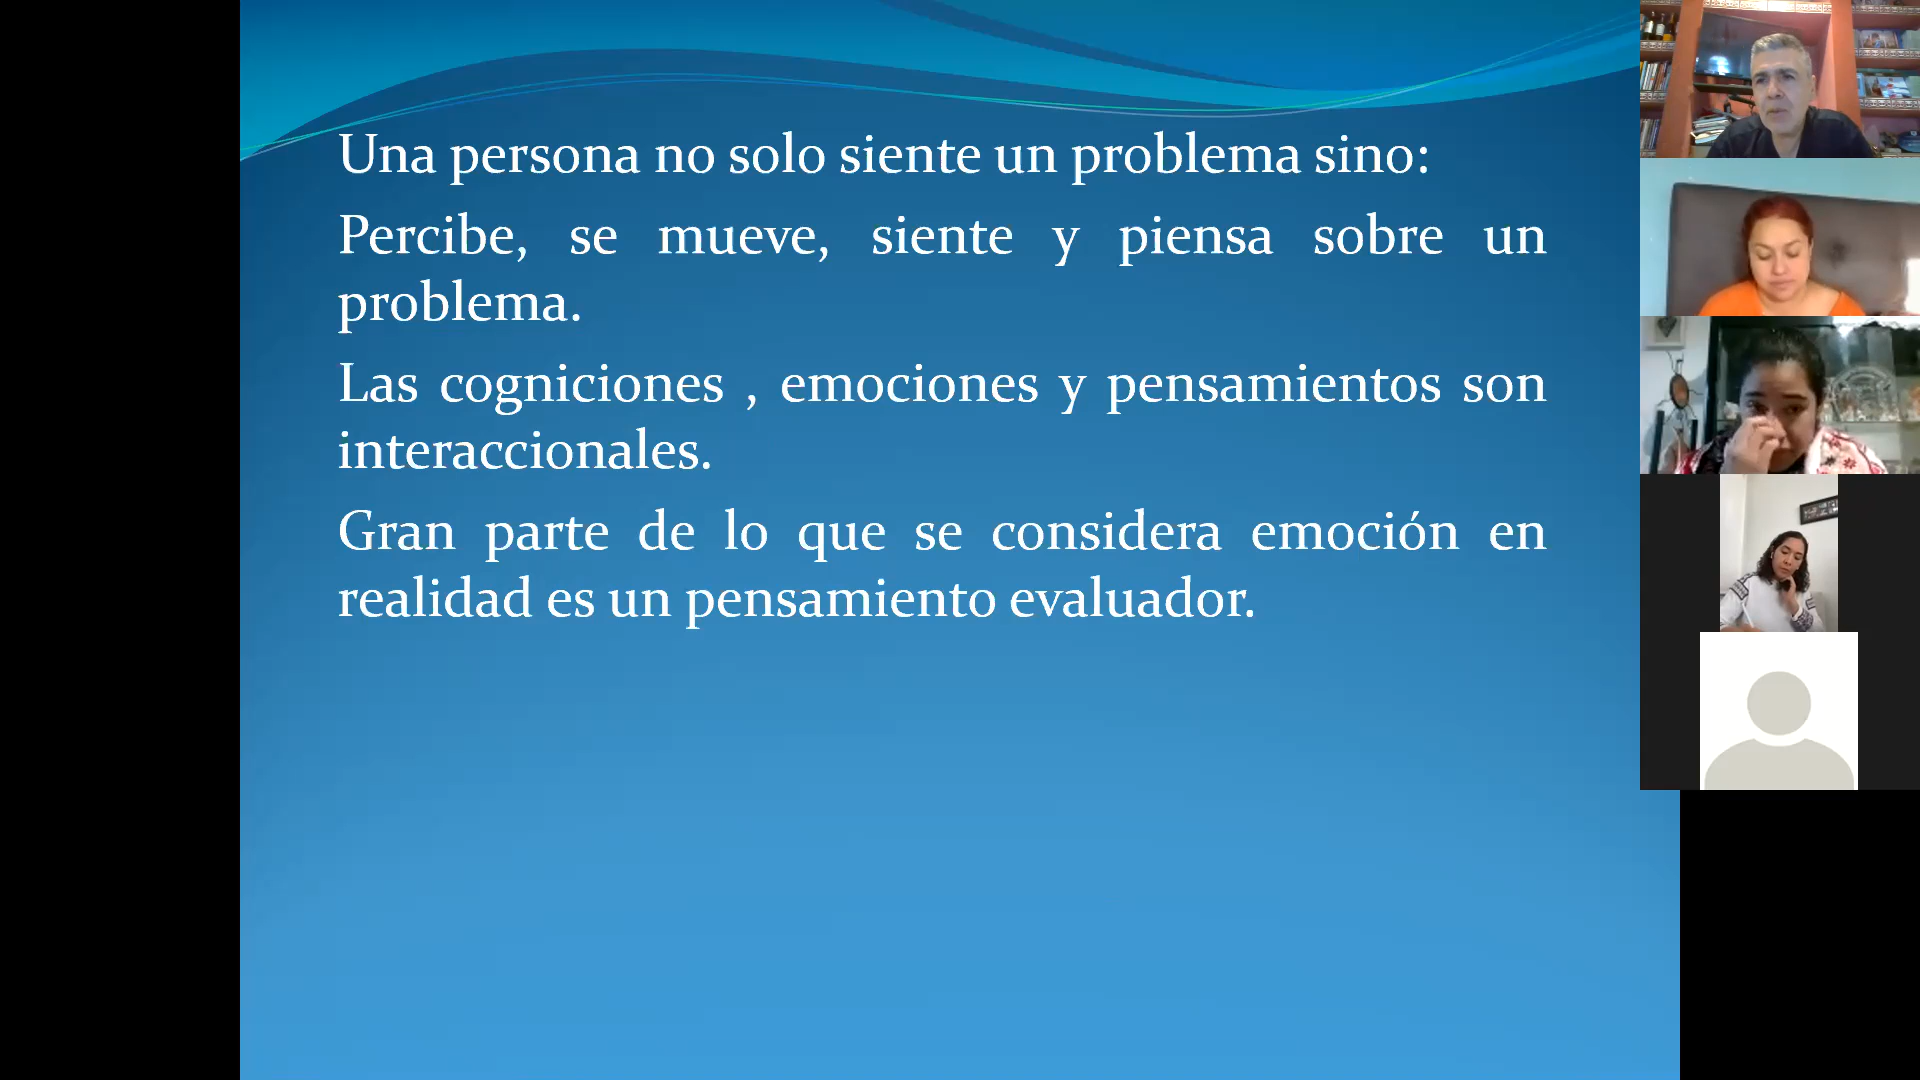 Una persona no solo siente un problema sino:
Percibe, se mueve, siente y piensa sobre un
problema.
Las cogniciones , emociones y pensamientos son
interaccionales.
Gran parte de lo que se considera emoción en
realidad es un pensamiento evaluador.